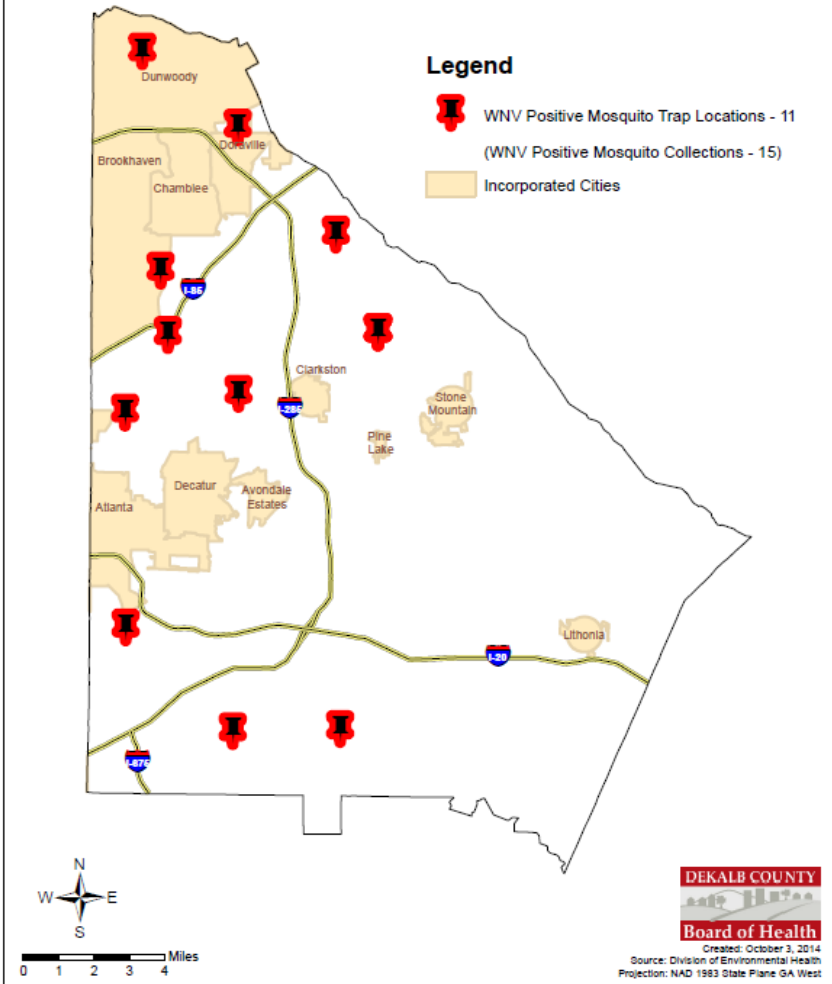 Legend
WNV Positive Mosquito Trap Locations - 11
(WNV Positive Mosquito Collections - 15)
Incorporated Cities
Dunwoody
Doraville
Brookhaven
Chamblee
I-85
Clarkston
I-285
Stone
Mountain
Pine
Lake
Decatur
Avondale
Estates
Atlanta
Lithonia
I-20
I-675
N
W E
S
Miles
0 1 2 3 4
DEKALB COUNTY
Board of Health
Created: October 3, 2014
Source: Division of Environmental Health
Projection: NAD 1983 State Plane GA West